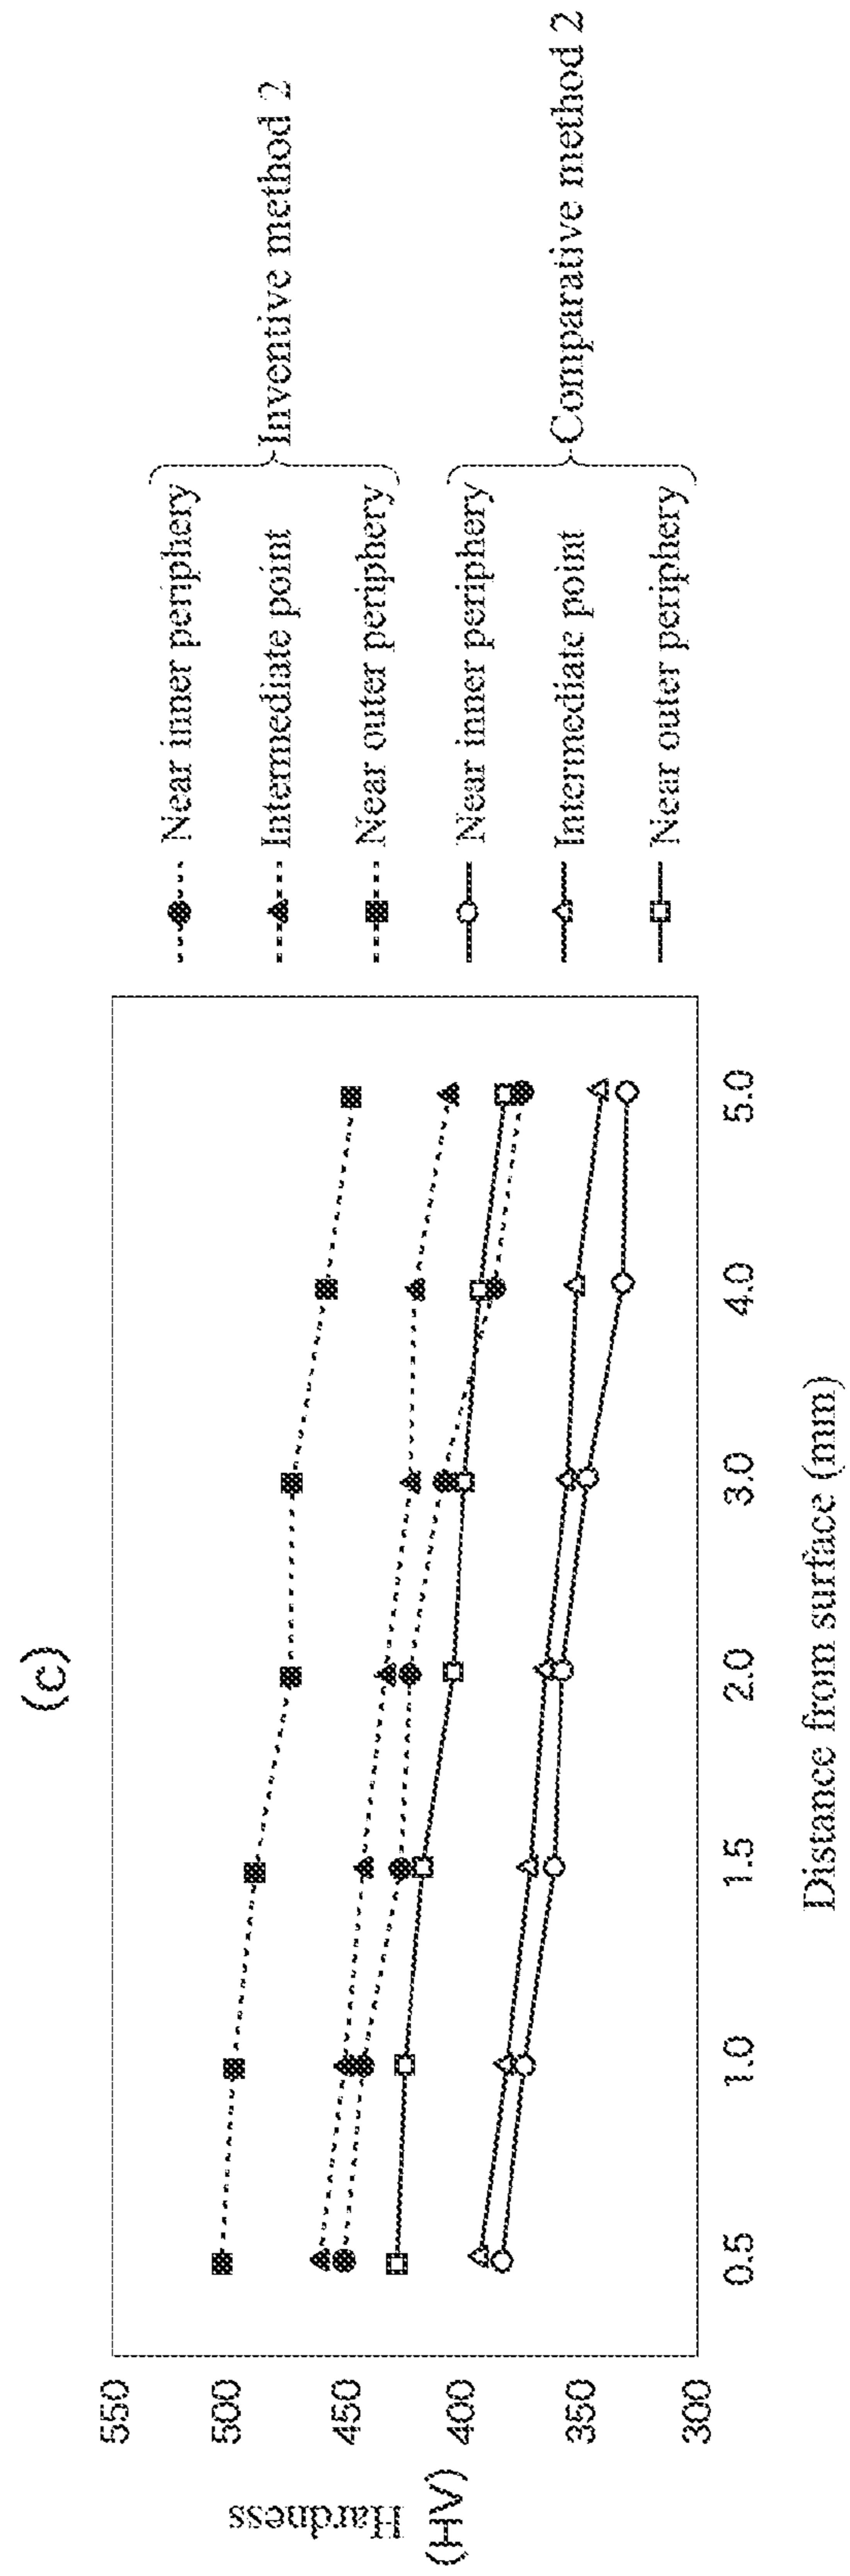 (c)
Hardness
(HV)
550
500
450
400
350
300
0.5
1.0
1.5
2.0
3.0
4.0
5.0
Distance from surface (mm)
Near inner periphery
Intermediate point
Near outer periphery
Inventive method 2
Near inner periphery
Intermediate point
Near outer periphery
Comparative method 2